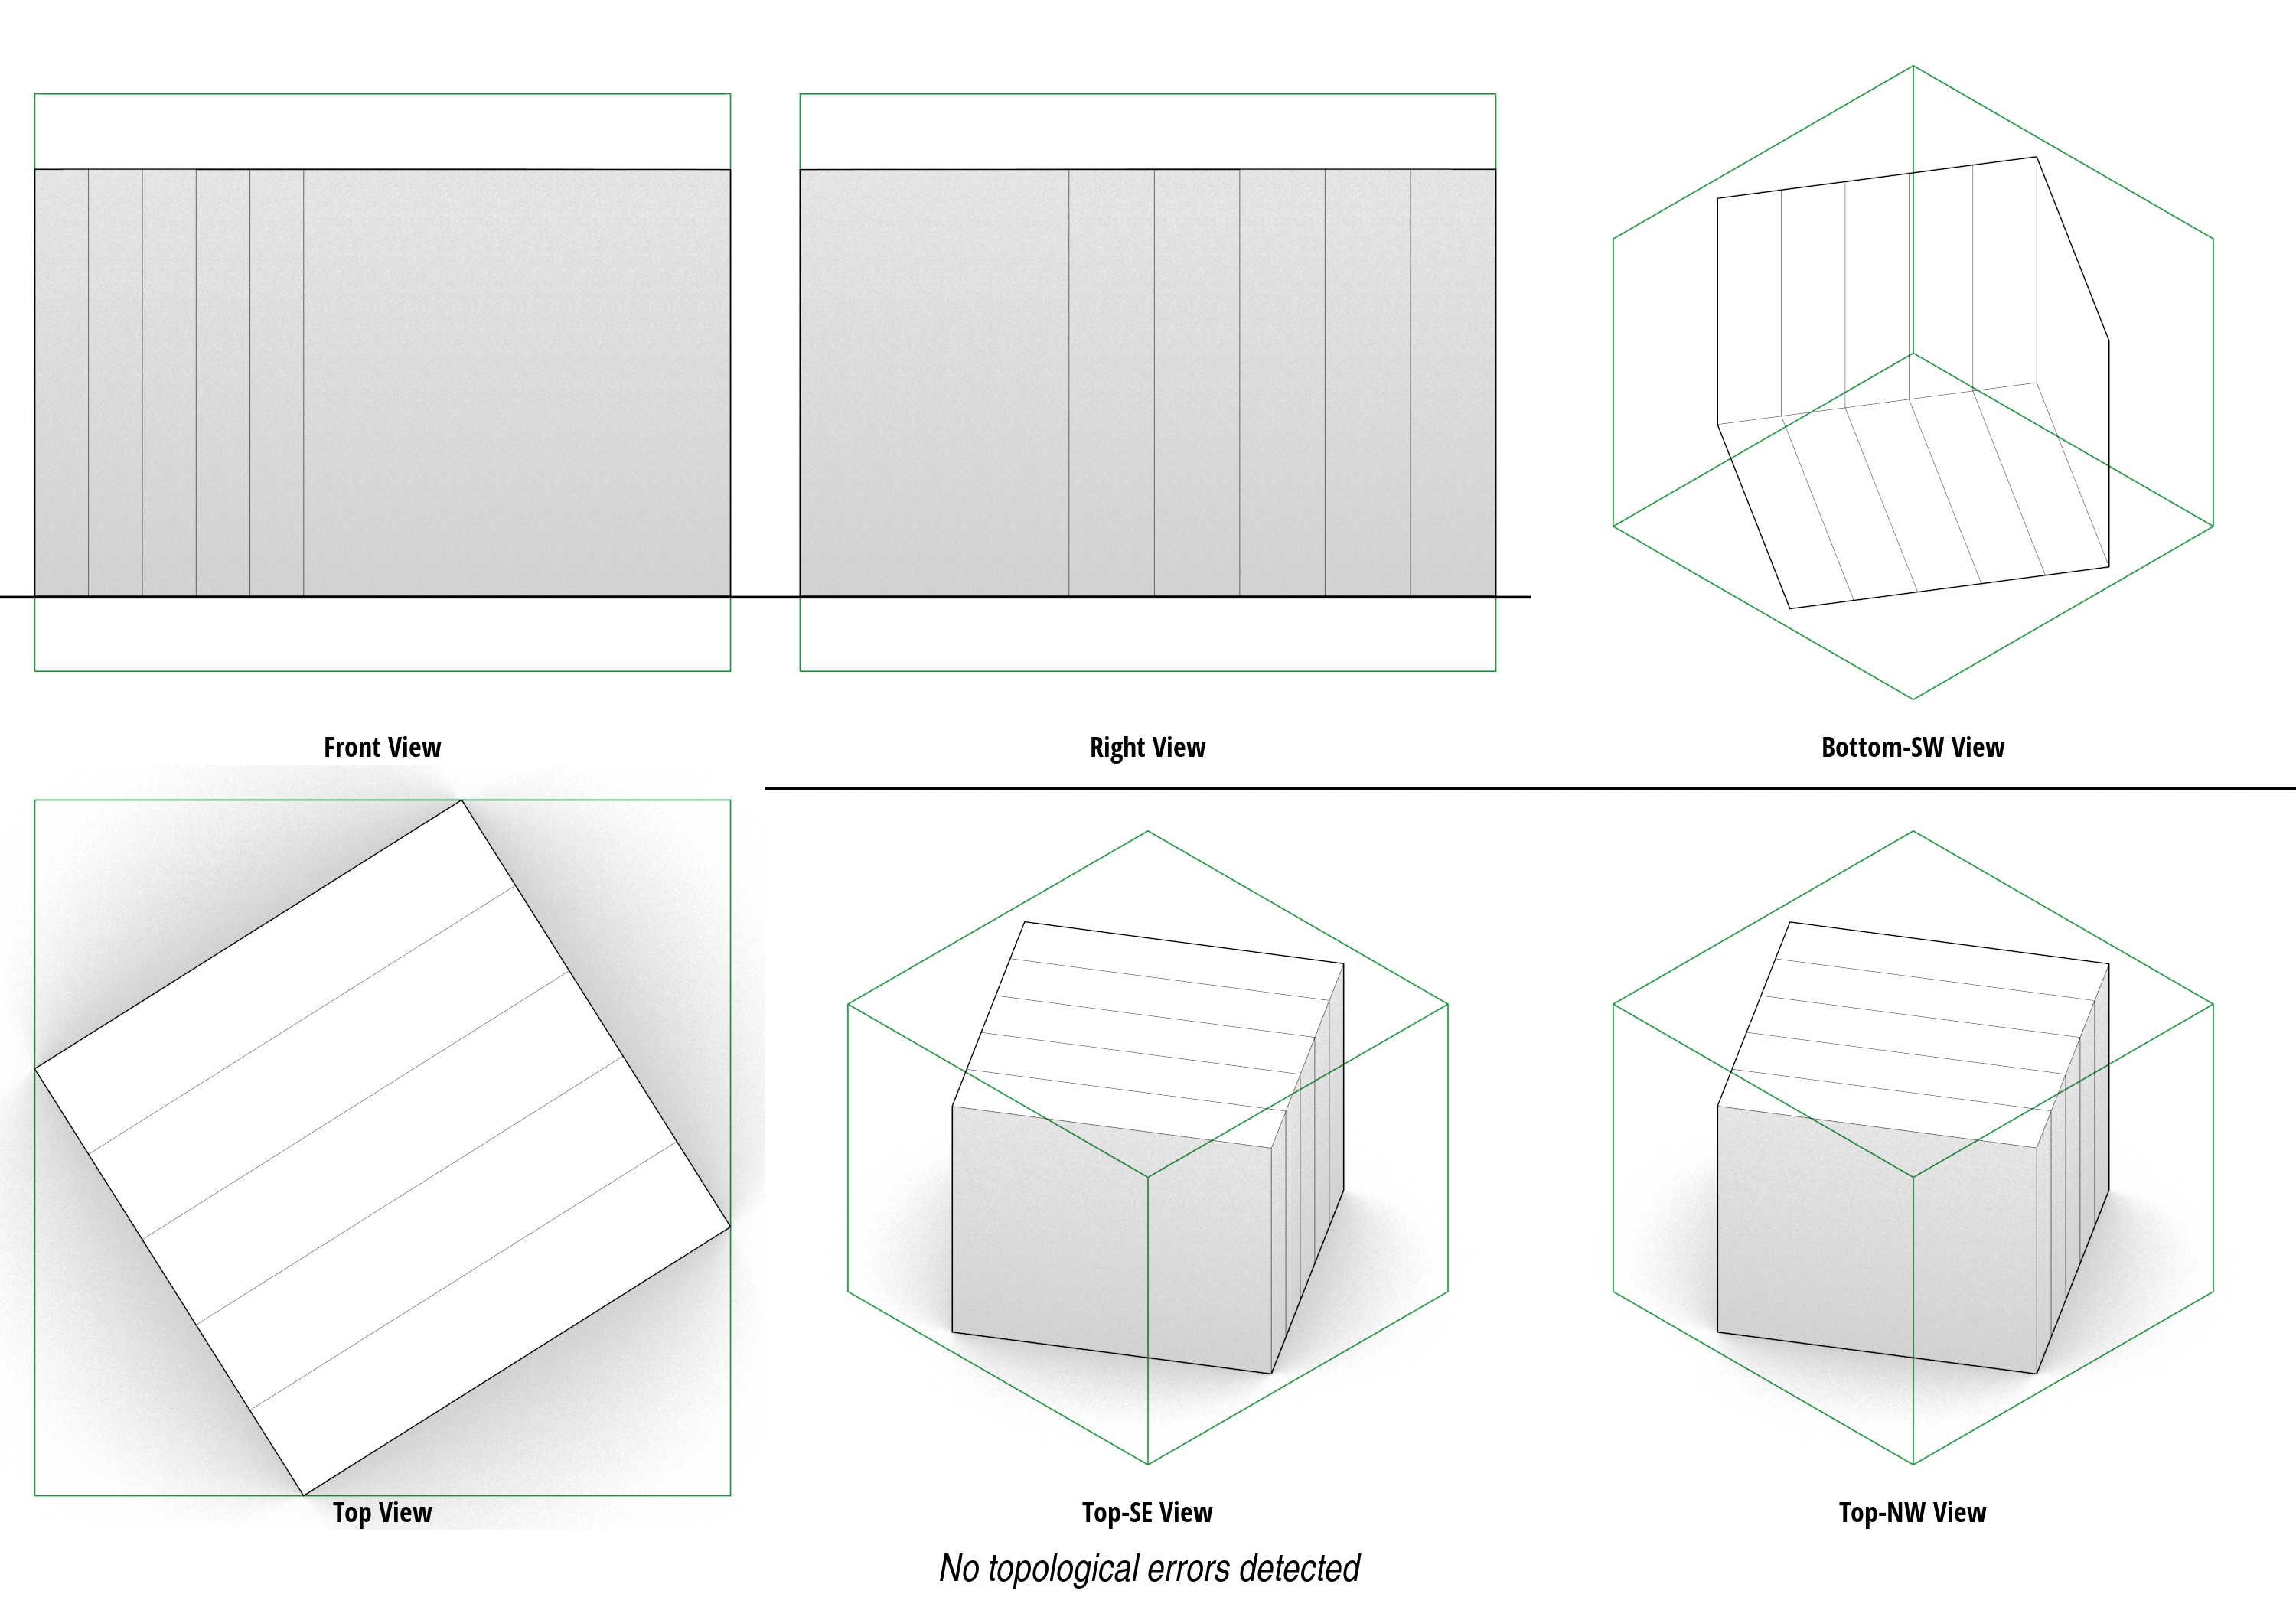 Front View
Right View
Bottom-SW View
Top View
Top-SE View
Top-NW View
No topological errors detected